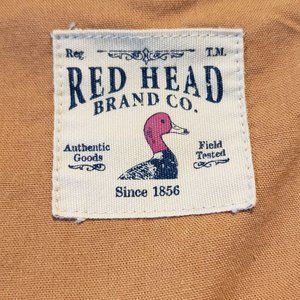 Reg T.M.
RED HEAD
BRAND CO.
Authentic Field
Goods Tested
Since 1856